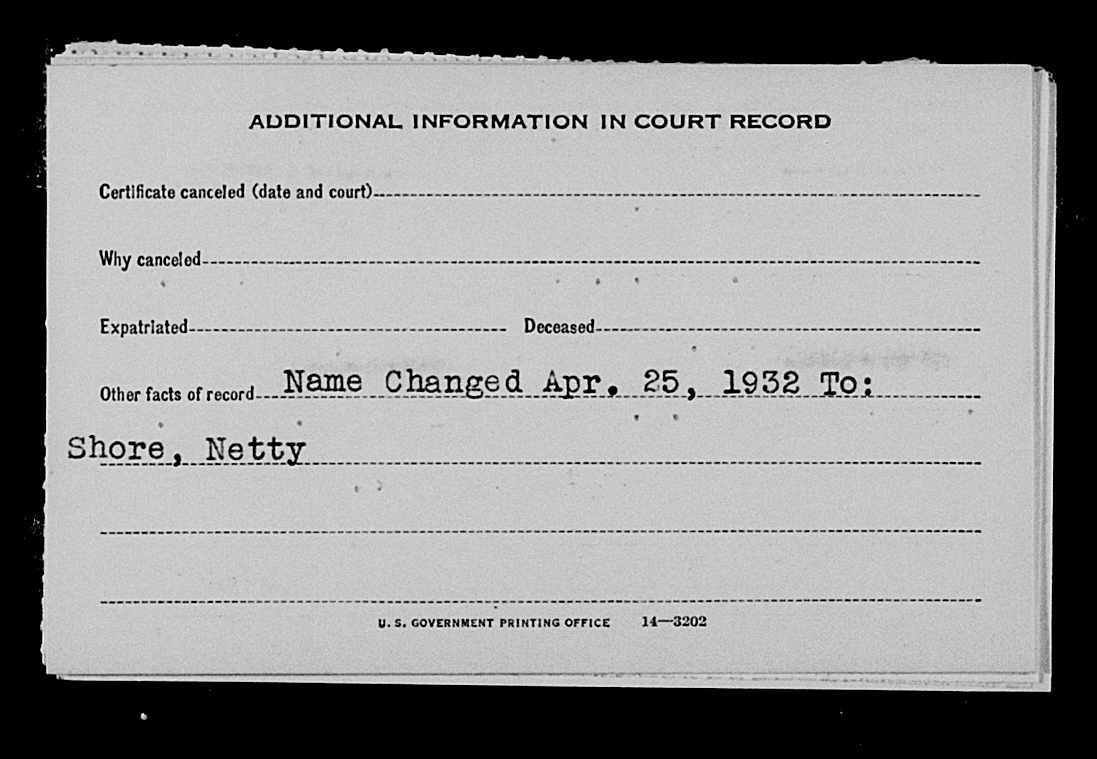 ADDITIONAL INFORMATION IN COURT RECORD
Certificate canceled (date and court)
Why canceled
Expatriated Deceased
Other facts of record Name Changed Apr. 25, 1932 To:
Shore, Netty
U. S. GOVERNMENT PRINTING OFFICE 14—3202